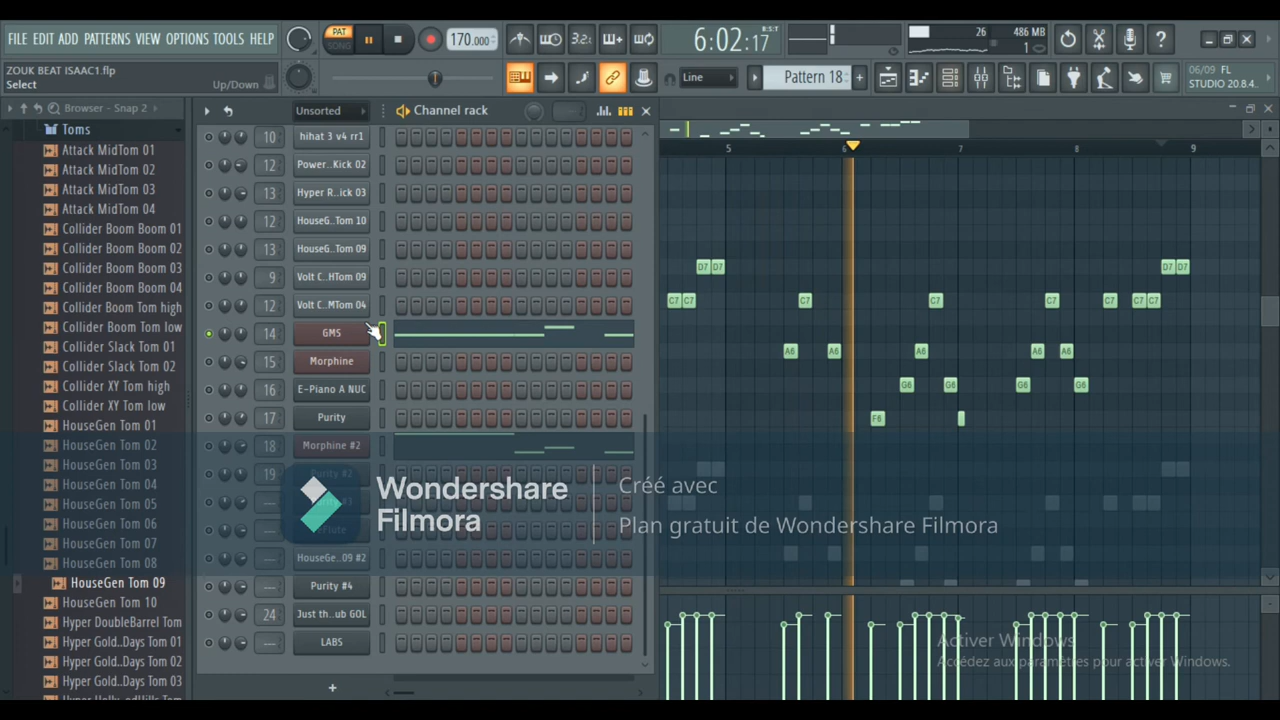 FILE EDIT ADD PATTERNS VIEW OPTIONS TOOLS HELP
PAT
SONG
170.000
3.2.
6:02:17
B:S:T
26
486 MB
1
ZOUK BEAT ISAAC1.flp
Select
Up/Down
Line
Pattern 18
06/09 FL
STUDIO 20.8.4..
Browser - Snap 2
Toms
Attack MidTom 01
Attack MidTom 02
Attack MidTom 03
Attack MidTom 04
Collider Boom Boom 01
Collider Boom Boom 02
Collider Boom Boom 03
Collider Boom Boom 04
Collider Boom Tom high
Collider Boom Tom low
Collider Slack Tom 01
Collider Slack Tom 02
Collider XY Tom high
Collider XY Tom low
HouseGen Tom 01
HouseGen Tom 02
HouseGen Tom 03
HouseGen Tom 04
HouseGen Tom 05
HouseGen Tom 06
HouseGen Tom 07
HouseGen Tom 08
HouseGen Tom 09
HouseGen Tom 10
Hyper DoubleBarrel Tom
Hyper Gold..Days Tom 01
Hyper Gold..Days Tom 02
Hyper Gold..Days Tom 03
Unsorted
Channel rack
10 hihat 3 v4 rr1
12 Power..Kick 02
13 Hyper R..ick 03
12 HouseG..Tom 10
13 HouseG..Tom 09
9 Volt C..HTom 09
12 Volt C..MTom 04
14 GMS
15 Morphine
16 E-Piano A NUC
17 Purity
18 Morphine #2
19 Purity #2
--- HouseGe..09 #2
--- Purity #4
24 Just th..ub GOL
--- LABS
5 6 7 8 9
D7 D7 D7 D7
C7 C7 C7 C7 C7 C7 C7 C7
A6 A6 A6 A6 A6
G6 G6 G6 G6
F6
Wondershare
Filmora
Créé avec
Plan gratuit de Wondershare Filmora
Activer Windows
Accédez aux paramètres pour activer Windows.